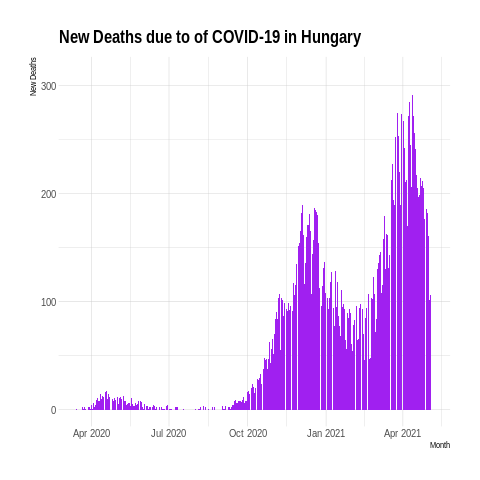 New Deaths due to of COVID-19 in Hungary
New Deaths
300
200
100
0
Apr 2020 Jul 2020 Oct 2020 Jan 2021 Apr 2021
Month